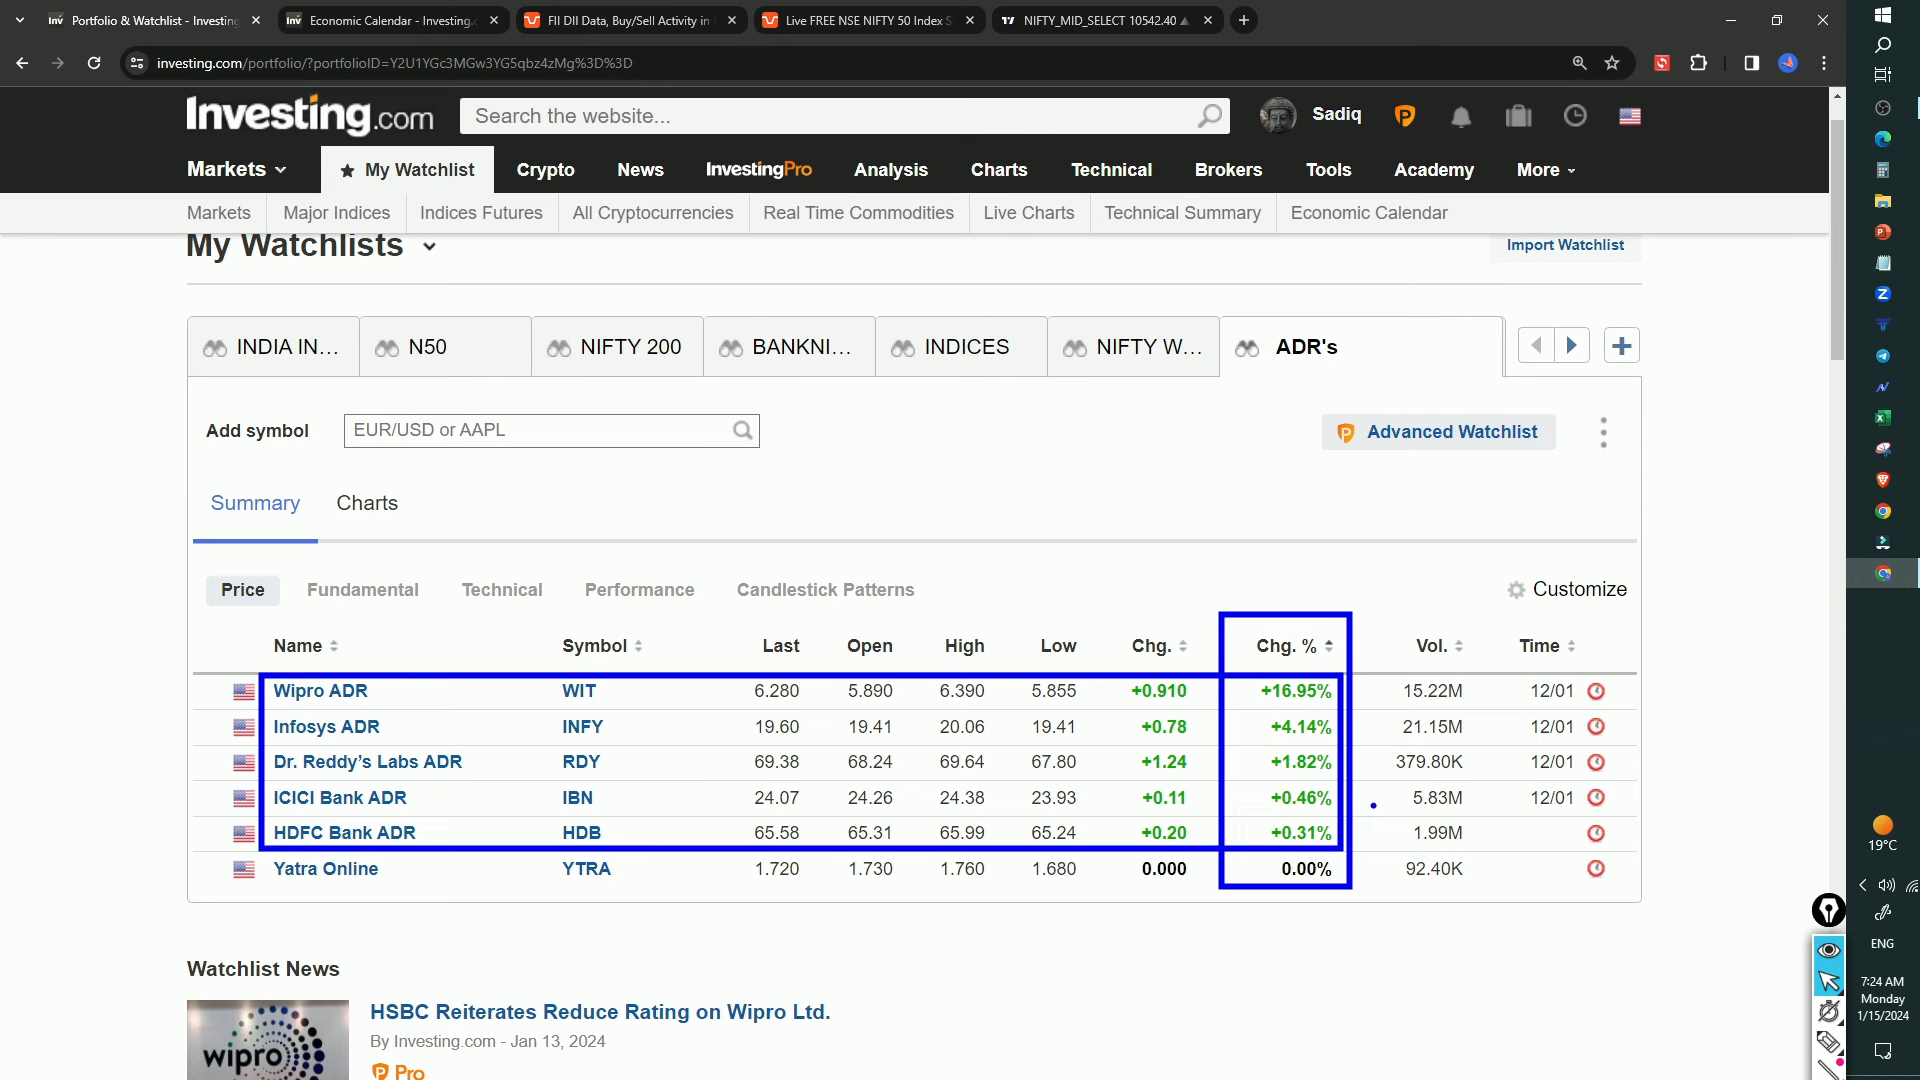 Portfolio & Watchlist - Investing
Economic Calendar - Investing.
FII DII Data, Buy/Sell Activity in
Live FREE NSE NIFTY 50 Index S
NIFTY_MID_SELECT 10542.40
investing.com/portfolio/?portfolioID=Y2U1YGc3MGw3YG5qbz4zMg%3D%3D
Investing.com
Search the website...
Sadiq
Markets
My Watchlist
Crypto
News
InvestingPro
Analysis
Charts
Technical
Brokers
Tools
Academy
More
Markets
Major Indices
Indices Futures
All Cryptocurrencies
Real Time Commodities
Live Charts
Technical Summary
Economic Calendar
My Watchlists
Import Watchlist
INDIA IN...
N50
NIFTY 200
BANKNI...
INDICES
NIFTY W...
ADR's
Add symbol
EUR/USD or AAPL
Advanced Watchlist
Summary
Charts
Price
Fundamental
Technical
Performance
Candlestick Patterns
Customize
Name Symbol Last Open High Low Chg. Chg. % Vol. Time
Wipro ADR WIT 6.280 5.890 6.390 5.855 +0.910 +16.95% 15.22M 12/01
Infosys ADR INFY 19.60 19.41 20.06 19.41 +0.78 +4.14% 21.15M 12/01
Dr. Reddy’s Labs ADR RDY 69.38 68.24 69.64 67.80 +1.24 +1.82% 379.80K 12/01
ICICI Bank ADR IBN 24.07 24.26 24.38 23.93 +0.11 +0.46% 5.83M 12/01
HDFC Bank ADR HDB 65.58 65.31 65.99 65.24 +0.20 +0.31% 1.99M
Yatra Online YTRA 1.720 1.730 1.760 1.680 0.000 0.00% 92.40K
Watchlist News
wipro
HSBC Reiterates Reduce Rating on Wipro Ltd.
By Investing.com - Jan 13, 2024
Pro
19°C
ENG
7:24 AM
Monday
1/15/2024